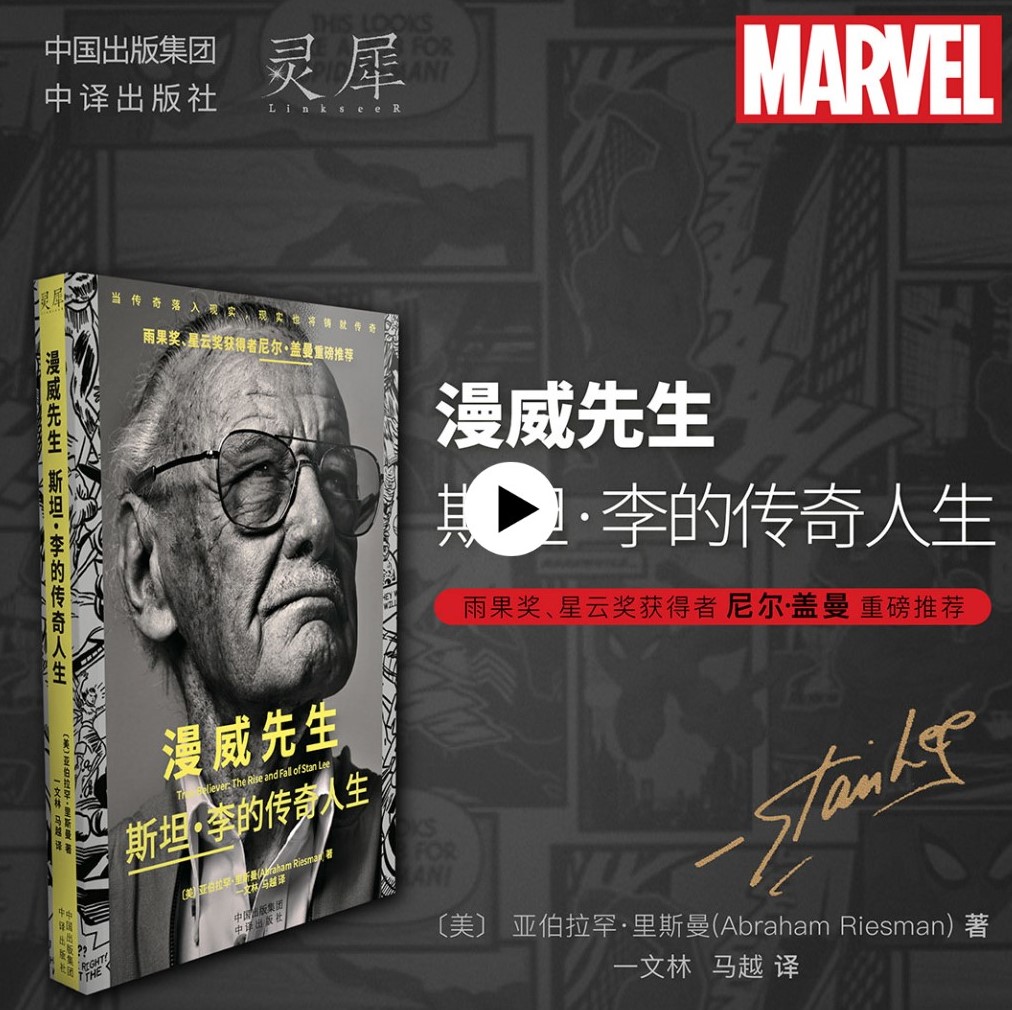 中国出版集团
中译出版社
灵犀
LinkseeR
MARVEL
THIS LOOKS
FOR
灵犀
漫威先生 斯坦·李的传奇人生
〔美〕亚伯拉罕·里斯曼 著
一文林 马越 译
中国出版集团
中译出版社
当传奇落入现实，现实也将铸就传奇
雨果奖、星云奖获得者尼尔·盖曼重磅推荐
漫威先生
True Believer: The Rise and Fall of Stan Lee
斯坦·李的传奇人生
〔美〕亚伯拉罕·里斯曼(Abraham Riesman) 著
一文林 马越 译
中国出版集团
中译出版社
RIGHT!
漫威先生
斯坦·李的传奇人生
雨果奖、星云奖获得者 尼尔·盖曼 重磅推荐
Stan Lee
〔美〕 亚伯拉罕·里斯曼(Abraham Riesman) 著
一文林 马越 译